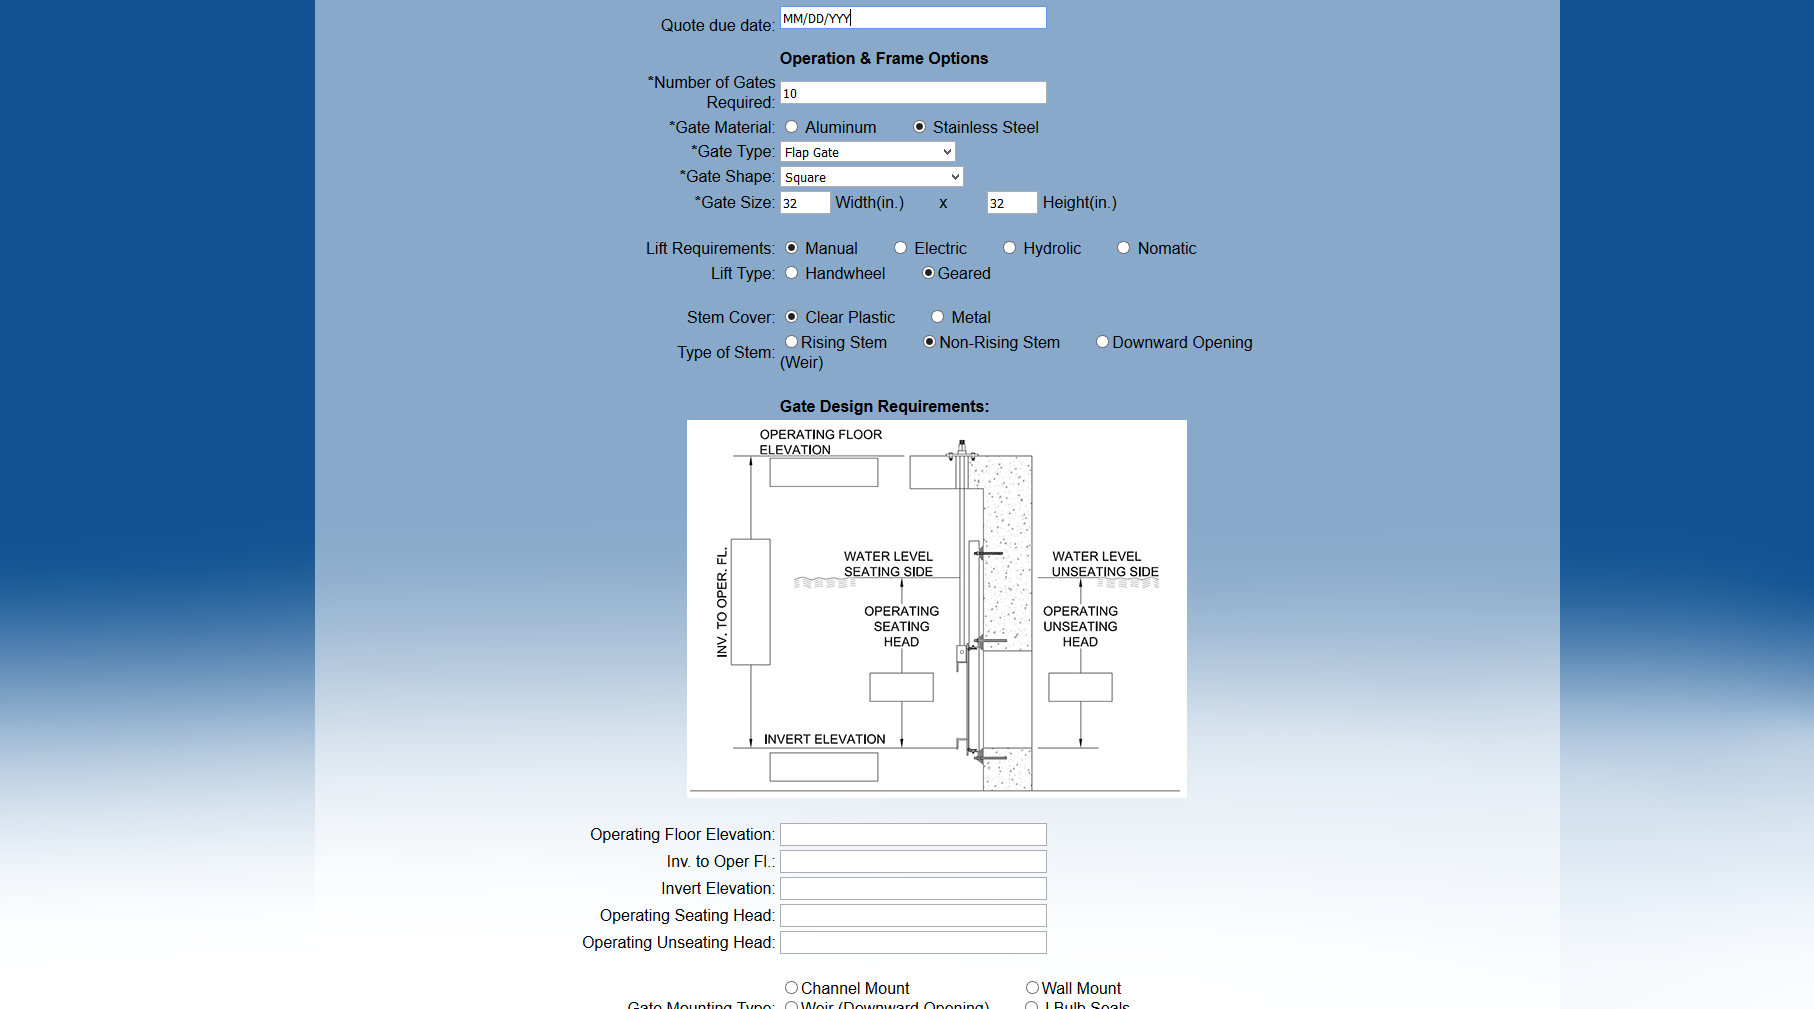 Quote due date: MM/DD/YYY
Operation & Frame Options
*Number of Gates
Required: 10
*Gate Material: Aluminum Stainless Steel
*Gate Type: Flap Gate
*Gate Shape: Square
*Gate Size: 32 Width(in.) x 32 Height(in.)
Lift Requirements: Manual Electric Hydrolic Nomatic
Lift Type: Handwheel Geared
Stem Cover: Clear Plastic Metal
Type of Stem: Rising Stem Non-Rising Stem Downward Opening
(Weir)
Gate Design Requirements:
OPERATING FLOOR
ELEVATION
INV. TO OPER. FL.
WATER LEVEL
SEATING SIDE
WATER LEVEL
UNSEATING SIDE
OPERATING
SEATING
HEAD
OPERATING
UNSEATING
HEAD
INVERT ELEVATION
Operating Floor Elevation:
Inv. to Oper Fl.:
Invert Elevation:
Operating Seating Head:
Operating Unseating Head:
Channel Mount Wall Mount
Gate Mounting Type: Weir (Downward Opening) J Bulb Seals